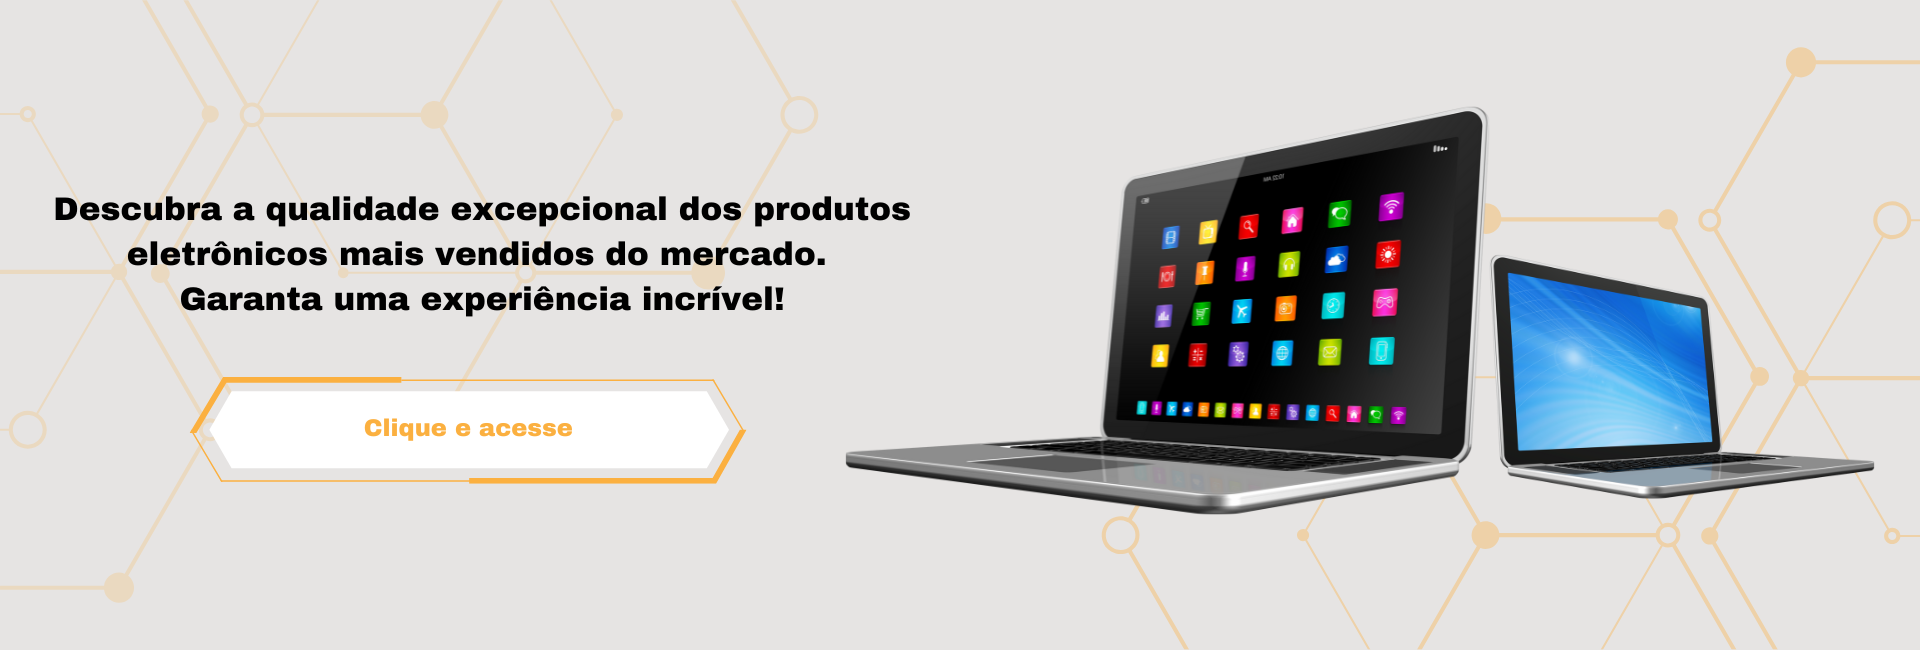 Descubra a qualidade excepcional dos produtos
eletrônicos mais vendidos do mercado.
Garanta uma experiência incrível!
Clique e acesse